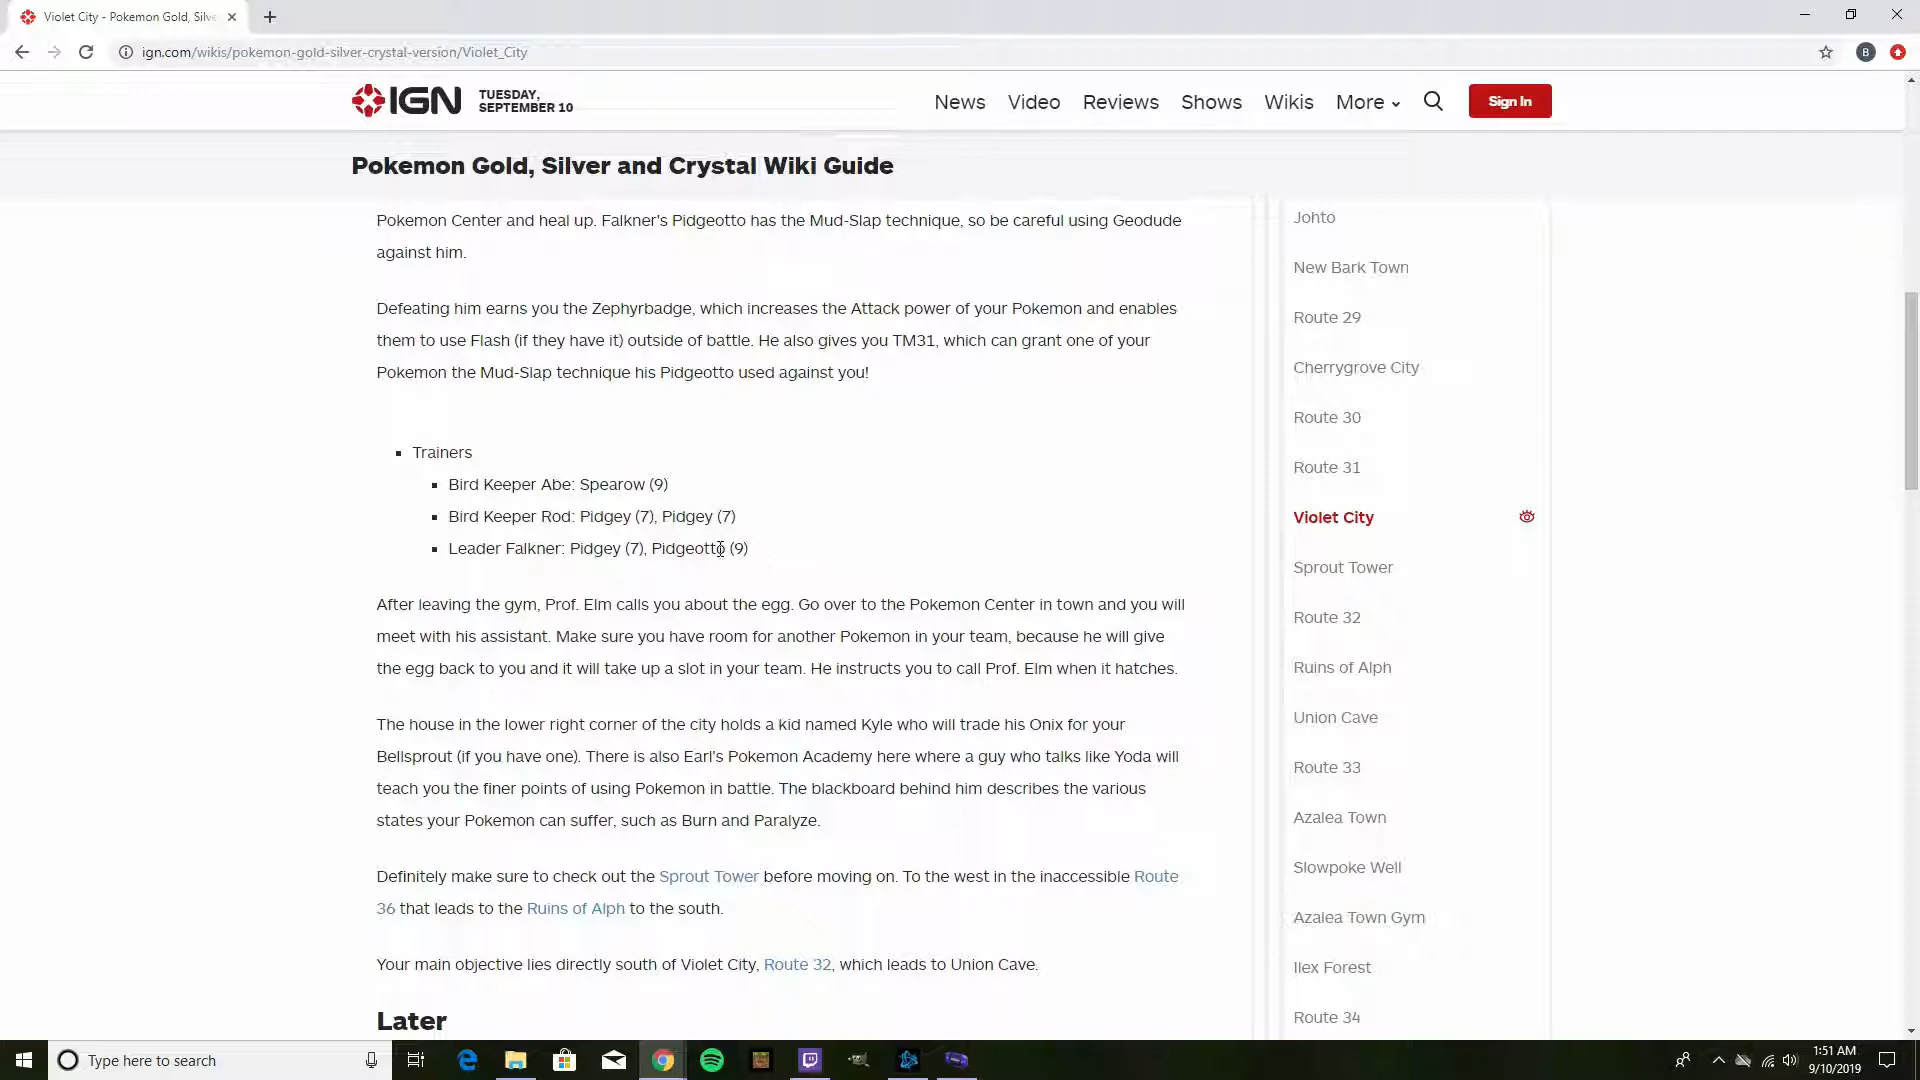 Violet City - Pokemon Gold, Silve
ign.com/wikis/pokemon-gold-silver-crystal-version/Violet_City
B
IGN
TUESDAY,
SEPTEMBER 10
News Video Reviews Shows Wikis More
Sign In
Pokemon Gold, Silver and Crystal Wiki Guide
Pokemon Center and heal up. Falkner's Pidgeotto has the Mud-Slap technique, so be careful using Geodude
against him.
Defeating him earns you the Zephyrbadge, which increases the Attack power of your Pokemon and enables
them to use Flash (if they have it) outside of battle. He also gives you TM31, which can grant one of your
Pokemon the Mud-Slap technique his Pidgeotto used against you!
Trainers
Bird Keeper Abe: Spearow (9)
Bird Keeper Rod: Pidgey (7), Pidgey (7)
Leader Falkner: Pidgey (7), Pidgeotto (9)
After leaving the gym, Prof. Elm calls you about the egg. Go over to the Pokemon Center in town and you will
meet with his assistant. Make sure you have room for another Pokemon in your team, because he will give
the egg back to you and it will take up a slot in your team. He instructs you to call Prof. Elm when it hatches.
The house in the lower right corner of the city holds a kid named Kyle who will trade his Onix for your
Bellsprout (if you have one). There is also Earl's Pokemon Academy here where a guy who talks like Yoda will
teach you the finer points of using Pokemon in battle. The blackboard behind him describes the various
states your Pokemon can suffer, such as Burn and Paralyze.
Definitely make sure to check out the Sprout Tower before moving on. To the west in the inaccessible Route
36 that leads to the Ruins of Alph to the south.
Your main objective lies directly south of Violet City, Route 32, which leads to Union Cave.
Later
Johto
New Bark Town
Route 29
Cherrygrove City
Route 30
Route 31
Violet City
Sprout Tower
Route 32
Ruins of Alph
Union Cave
Route 33
Azalea Town
Slowpoke Well
Azalea Town Gym
Ilex Forest
Route 34
Type here to search
1:51 AM
9/10/2019